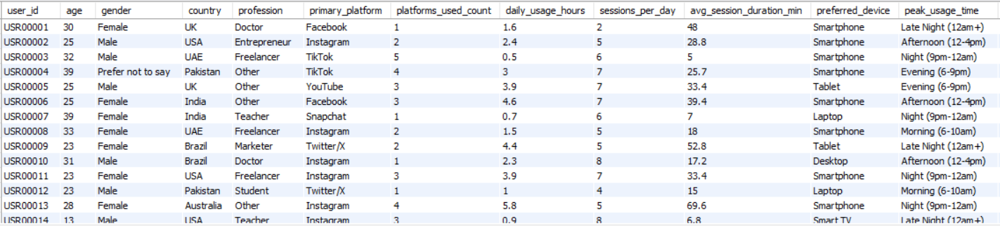 user_id age gender country profession primary_platform platforms_used_count daily_usage_hours sessions_per_day avg_session_duration_min preferred_device peak_usage_time
USR00001 30 Female UK Doctor Facebook 1 1.6 2 48 Smartphone Late Night (12am+)
USR00002 25 Male USA Entrepreneur Instagram 2 2.4 5 28.8 Smartphone Afternoon (12-4pm)
USR00003 32 Male UAE Freelancer TikTok 5 0.5 6 5 Smartphone Night (9pm-12am)
USR00004 39 Prefer not to say Pakistan Other TikTok 4 3 7 25.7 Smartphone Evening (6-9pm)
USR00005 25 Male UK Other YouTube 3 3.9 7 33.4 Tablet Evening (6-9pm)
USR00006 25 Female India Other Facebook 3 4.6 7 39.4 Smartphone Afternoon (12-4pm)
USR00007 39 Female India Teacher Snapchat 1 0.7 6 7 Laptop Night (9pm-12am)
USR00008 33 Female UAE Freelancer Instagram 2 1.5 5 18 Smartphone Morning (6-10am)
USR00009 23 Female Brazil Marketer Twitter/X 2 4.4 5 52.8 Tablet Late Night (12am+)
USR00010 31 Male Brazil Doctor Instagram 1 2.3 8 17.2 Desktop Afternoon (12-4pm)
USR00011 23 Female USA Freelancer Instagram 3 3.9 7 33.4 Smartphone Night (9pm-12am)
USR00012 23 Male Pakistan Student Twitter/X 1 1 4 15 Laptop Morning (6-10am)
USR00013 28 Female Australia Other Instagram 4 5.8 5 69.6 Smartphone Night (9pm-12am)
USR00014 13 Male USA Teacher Instagram 3 0.9 8 6.8 Smart TV Late Night (12am+)